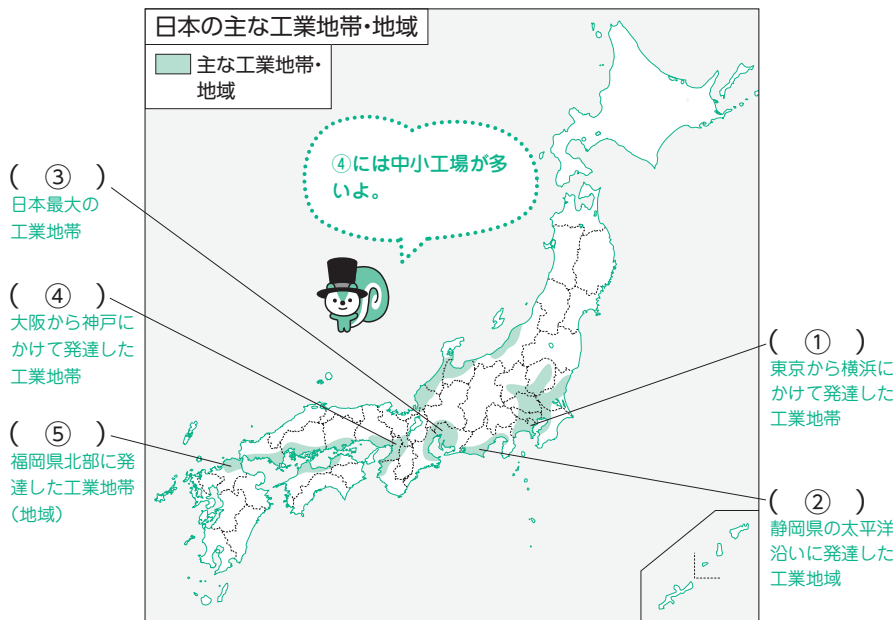 日本の主な工業地帯・地域
主な工業地帯・
地域
④には中小工場が多
いよ。
( ③ )
日本最大の
工業地帯
( ④ )
大阪から神戸に
かけて発達した
工業地帯
( ⑤ )
福岡県北部に発
達した工業地帯
(地域)
( ① )
東京から横浜に
かけて発達した
工業地帯
( ② )
静岡県の太平洋
沿いに発達した
工業地域